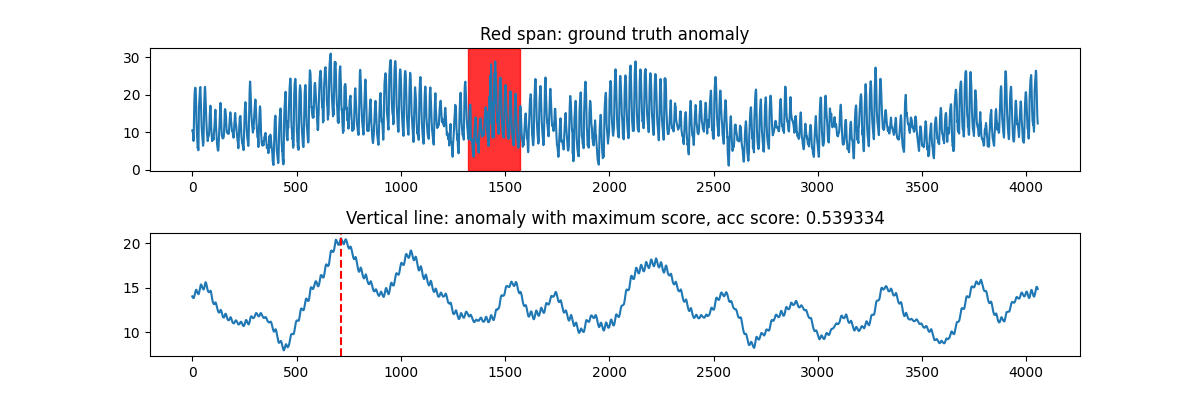 Red span: ground truth anomaly
30
20
10
0
0 500 1000 1500 2000 2500 3000 3500 4000
Vertical line: anomaly with maximum score, acc score: 0.539334
20
15
10
0 500 1000 1500 2000 2500 3000 3500 4000